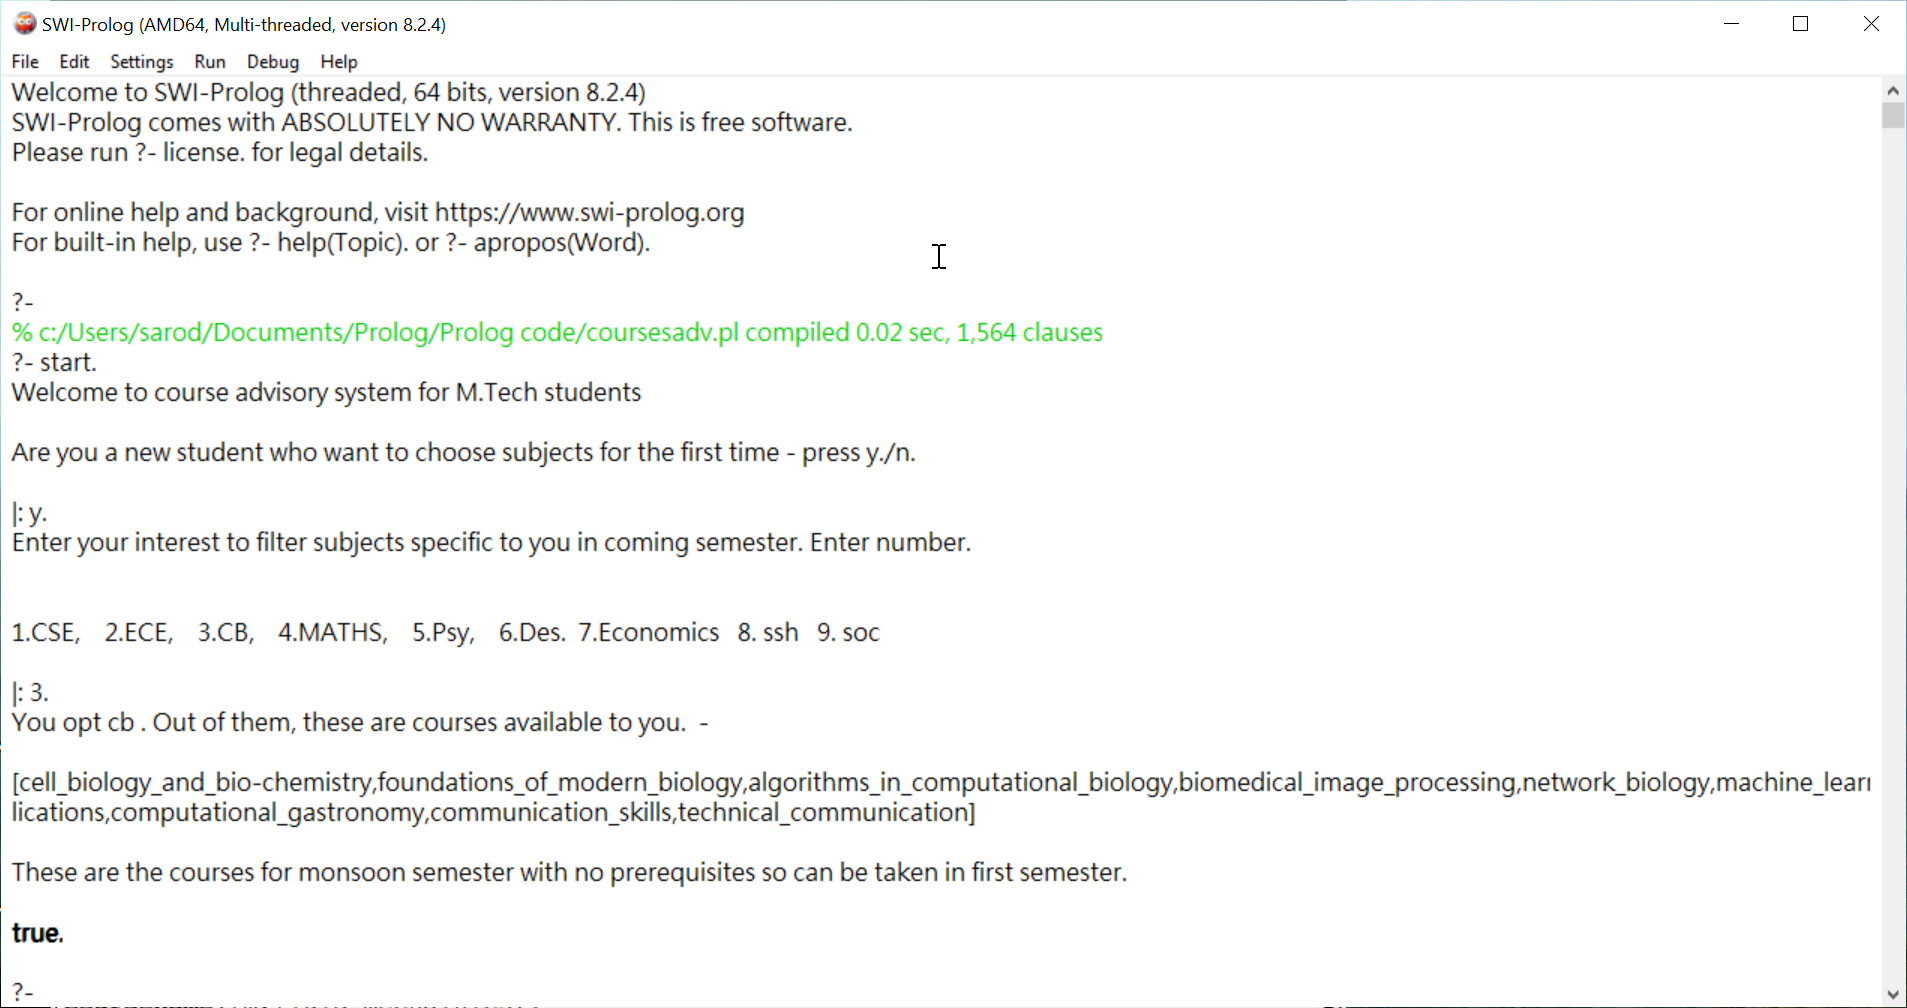 SWI-Prolog (AMD64, Multi-threaded, version 8.2.4)
File Edit Settings Run Debug Help
Welcome to SWI-Prolog (threaded, 64 bits, version 8.2.4)
SWI-Prolog comes with ABSOLUTELY NO WARRANTY. This is free software.
Please run ?- license. for legal details.
For online help and background, visit https://www.swi-prolog.org
For built-in help, use ?- help(Topic). or ?- apropos(Word).
?-
% c:/Users/sarod/Documents/Prolog/Prolog code/coursesadv.pl compiled 0.02 sec, 1,564 clauses
?- start.
Welcome to course advisory system for M.Tech students
Are you a new student who want to choose subjects for the first time - press y./n.
|: y.
Enter your interest to filter subjects specific to you in coming semester. Enter number.
1.CSE, 2.ECE, 3.CB, 4.MATHS, 5.Psy, 6.Des. 7.Economics 8. ssh 9. soc
|: 3.
You opt cb . Out of them, these are courses available to you. -
[cell_biology_and_bio-chemistry,foundations_of_modern_biology,algorithms_in_computational_biology,biomedical_image_processing,network_biology,machine_lear
lications,computational_gastronomy,communication_skills,technical_communication]
These are the courses for monsoon semester with no prerequisites so can be taken in first semester.
true.
?-